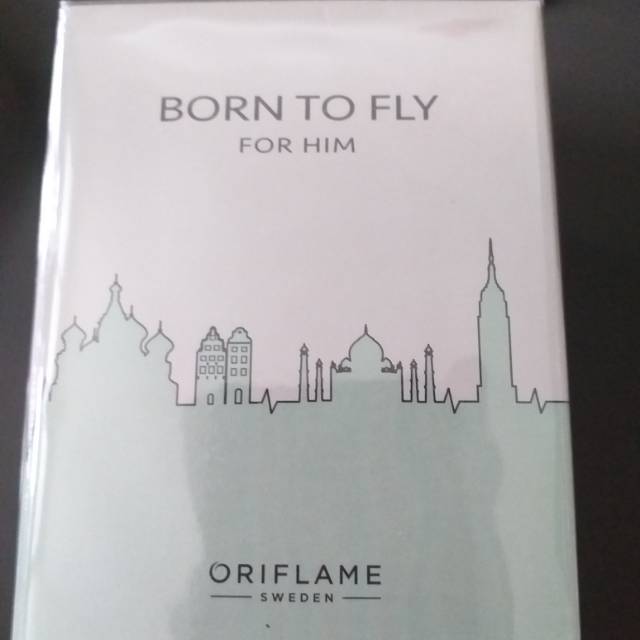 BORN TO FLY
FOR HIM
ORIFLAME
SWEDEN